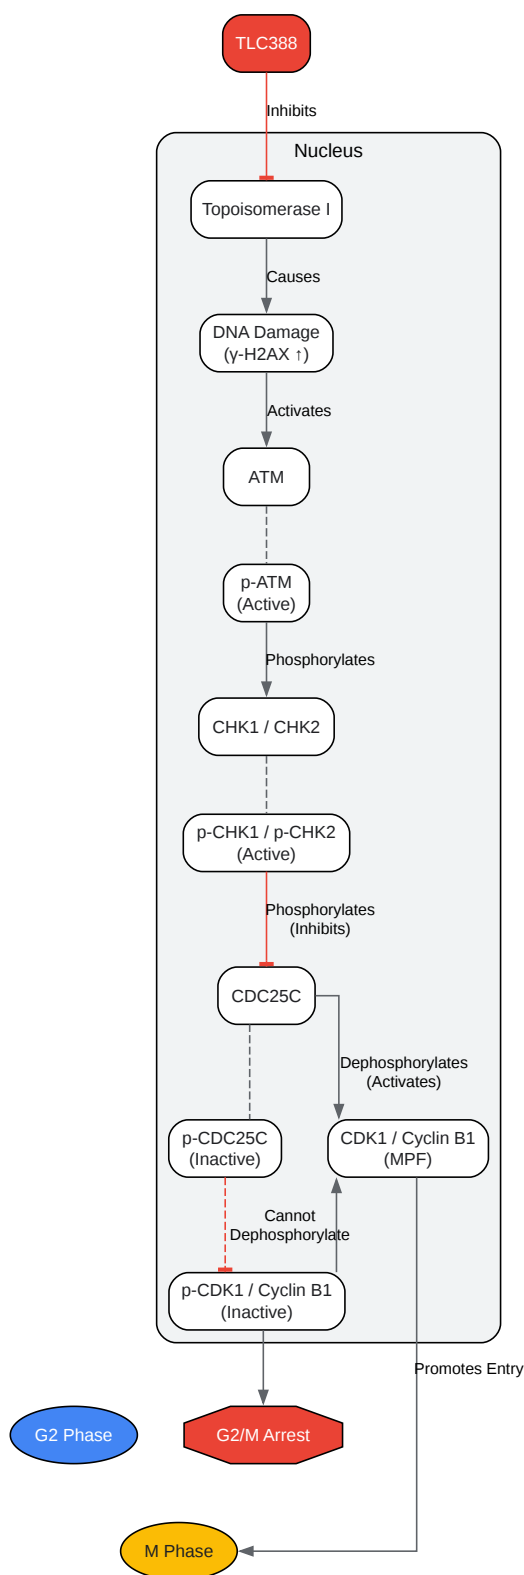 TLC388
Inhibits
Nucleus
Topoisomerase I
Causes
DNA Damage
(γ-H2AX ↑)
Activates
ATM
p-ATM
(Active)
Phosphorylates
CHK1 / CHK2
p-CHK1 / p-CHK2
(Active)
Phosphorylates
(Inhibits)
CDC25C
Dephosphorylates
(Activates)
p-CDC25C
(Inactive)
CDK1 / Cyclin B1
(MPF)
Cannot
Dephosphorylate
p-CDK1 / Cyclin B1
(Inactive)
Promotes Entry
G2 Phase
G2/M Arrest
M Phase